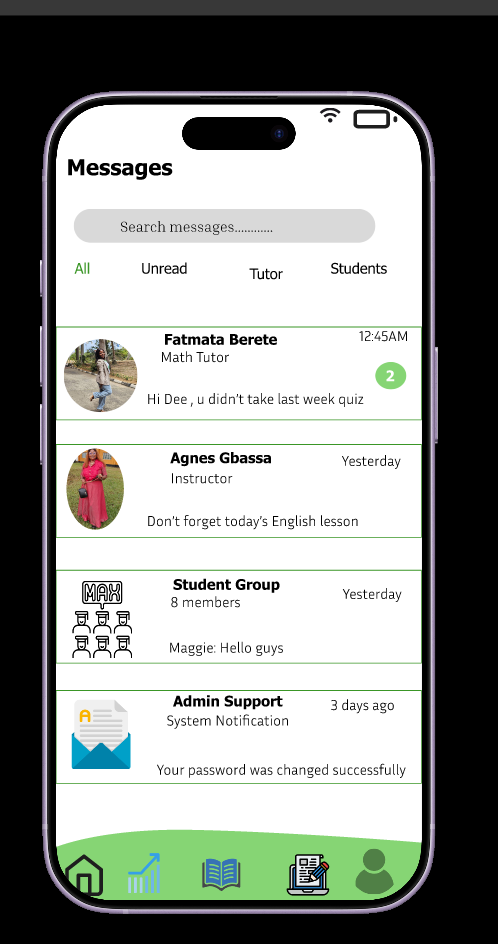 Messages
Search messages............
All Unread Tutor Students
Fatmata Berete 12:45AM
Math Tutor
2
Hi Dee , u didn't take last week quiz
Agnes Gbassa Yesterday
Instructor
Don't forget today's English lesson
MAX
Student Group
8 members Yesterday
Maggie: Hello guys
Admin Support 3 days ago
A
System Notification
Your password was changed successfully